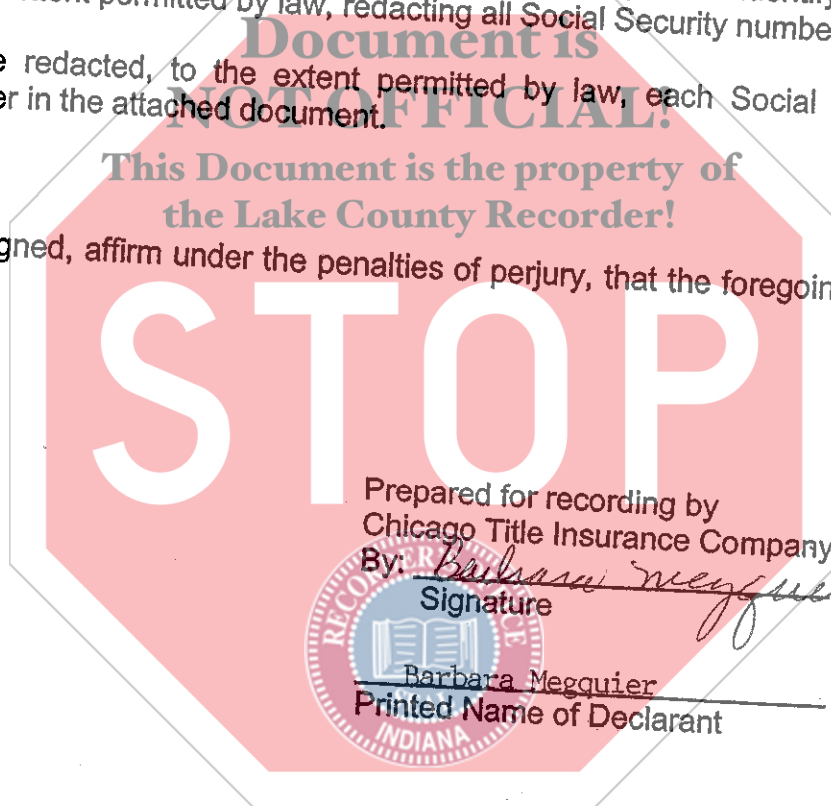 permitted by law, redacting all Social Security numbe
Document is
e redacted, to the extent permitted by law, each Social
NOT OFFICIAL!
er in the attached document.
This Document is the property of
the Lake County Recorder!
gned, affirm under the penalties of perjury, that the foregoin
STOP
Prepared for recording by
Chicago Title Insurance Company
By: Barbara Megquie
Signature
RECORDER
INDIANA
Barbara Megquier
Printed Name of Declarant